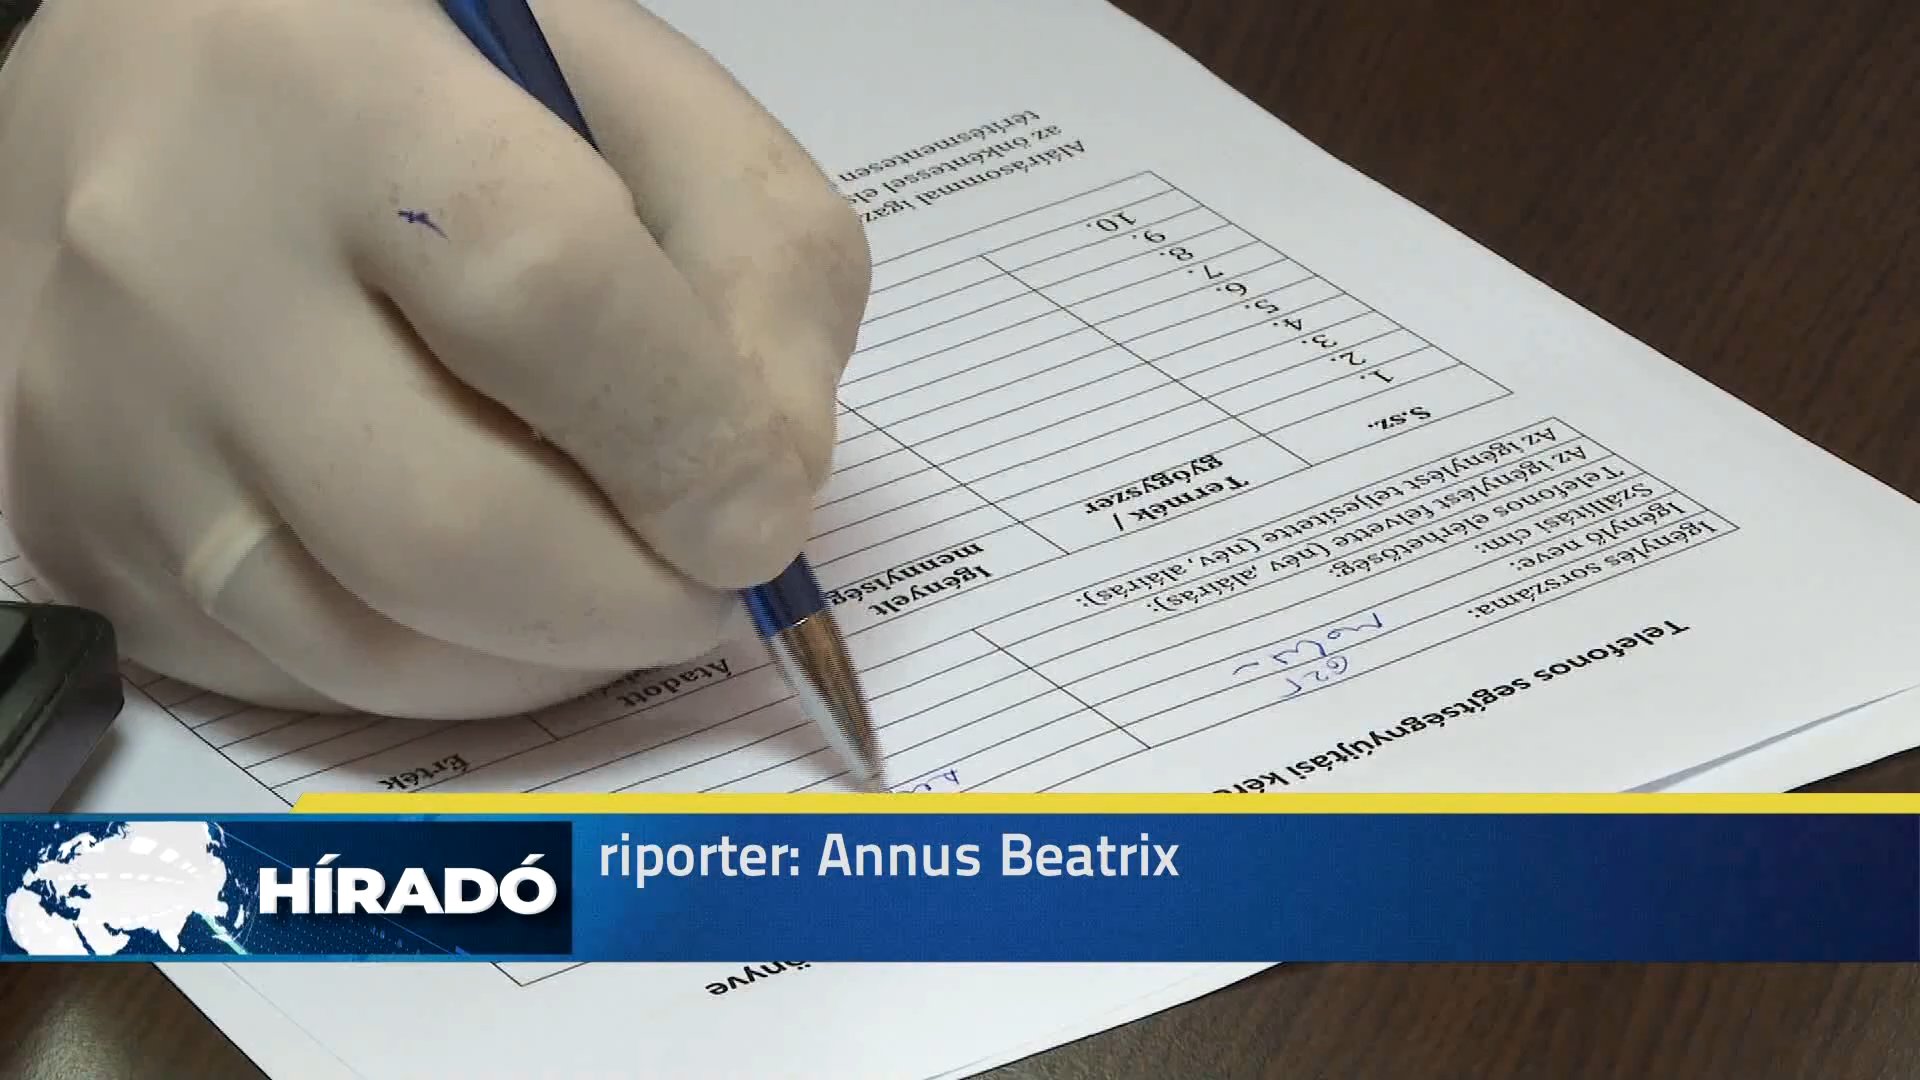 Telefonos segítségnyújtási kére
önyve
Igénylés sorszáma:
Igénylő neve:
Szállítási cím:
Telefonos elérhetőség:
Az igénylést felvette (név, aláírás):
Az igénylést teljesítette (név, aláírás):
S.sz.
Termék /
gyógyszer
Igényelt
mennyiség
Átadott
Érték
1.
2.
3.
4.
5.
6.
7.
8.
9.
10.
Aláírásommal igaz
az önkéntessel el
térítésmentesen
HÍRADÓ
riporter: Annus Beatrix